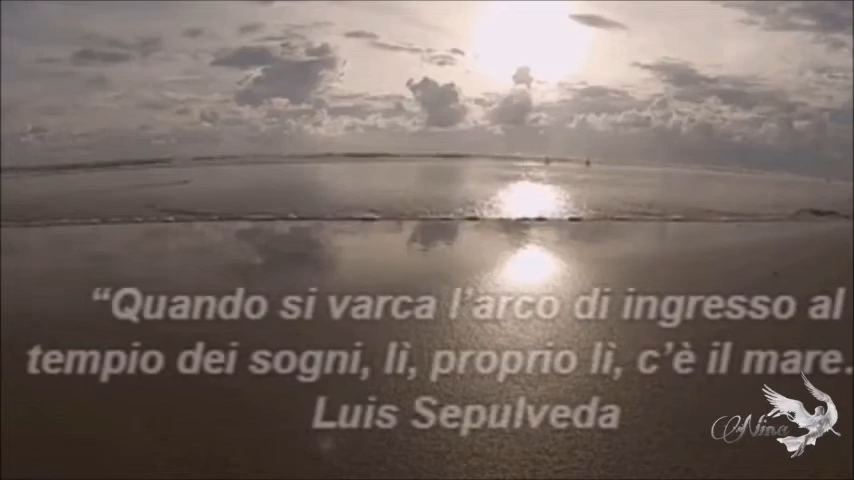 “Quando si varca l’arco di ingresso al
tempio dei sogni, lì, proprio lì, c’è il mare.
Luis Sepulveda
Nina